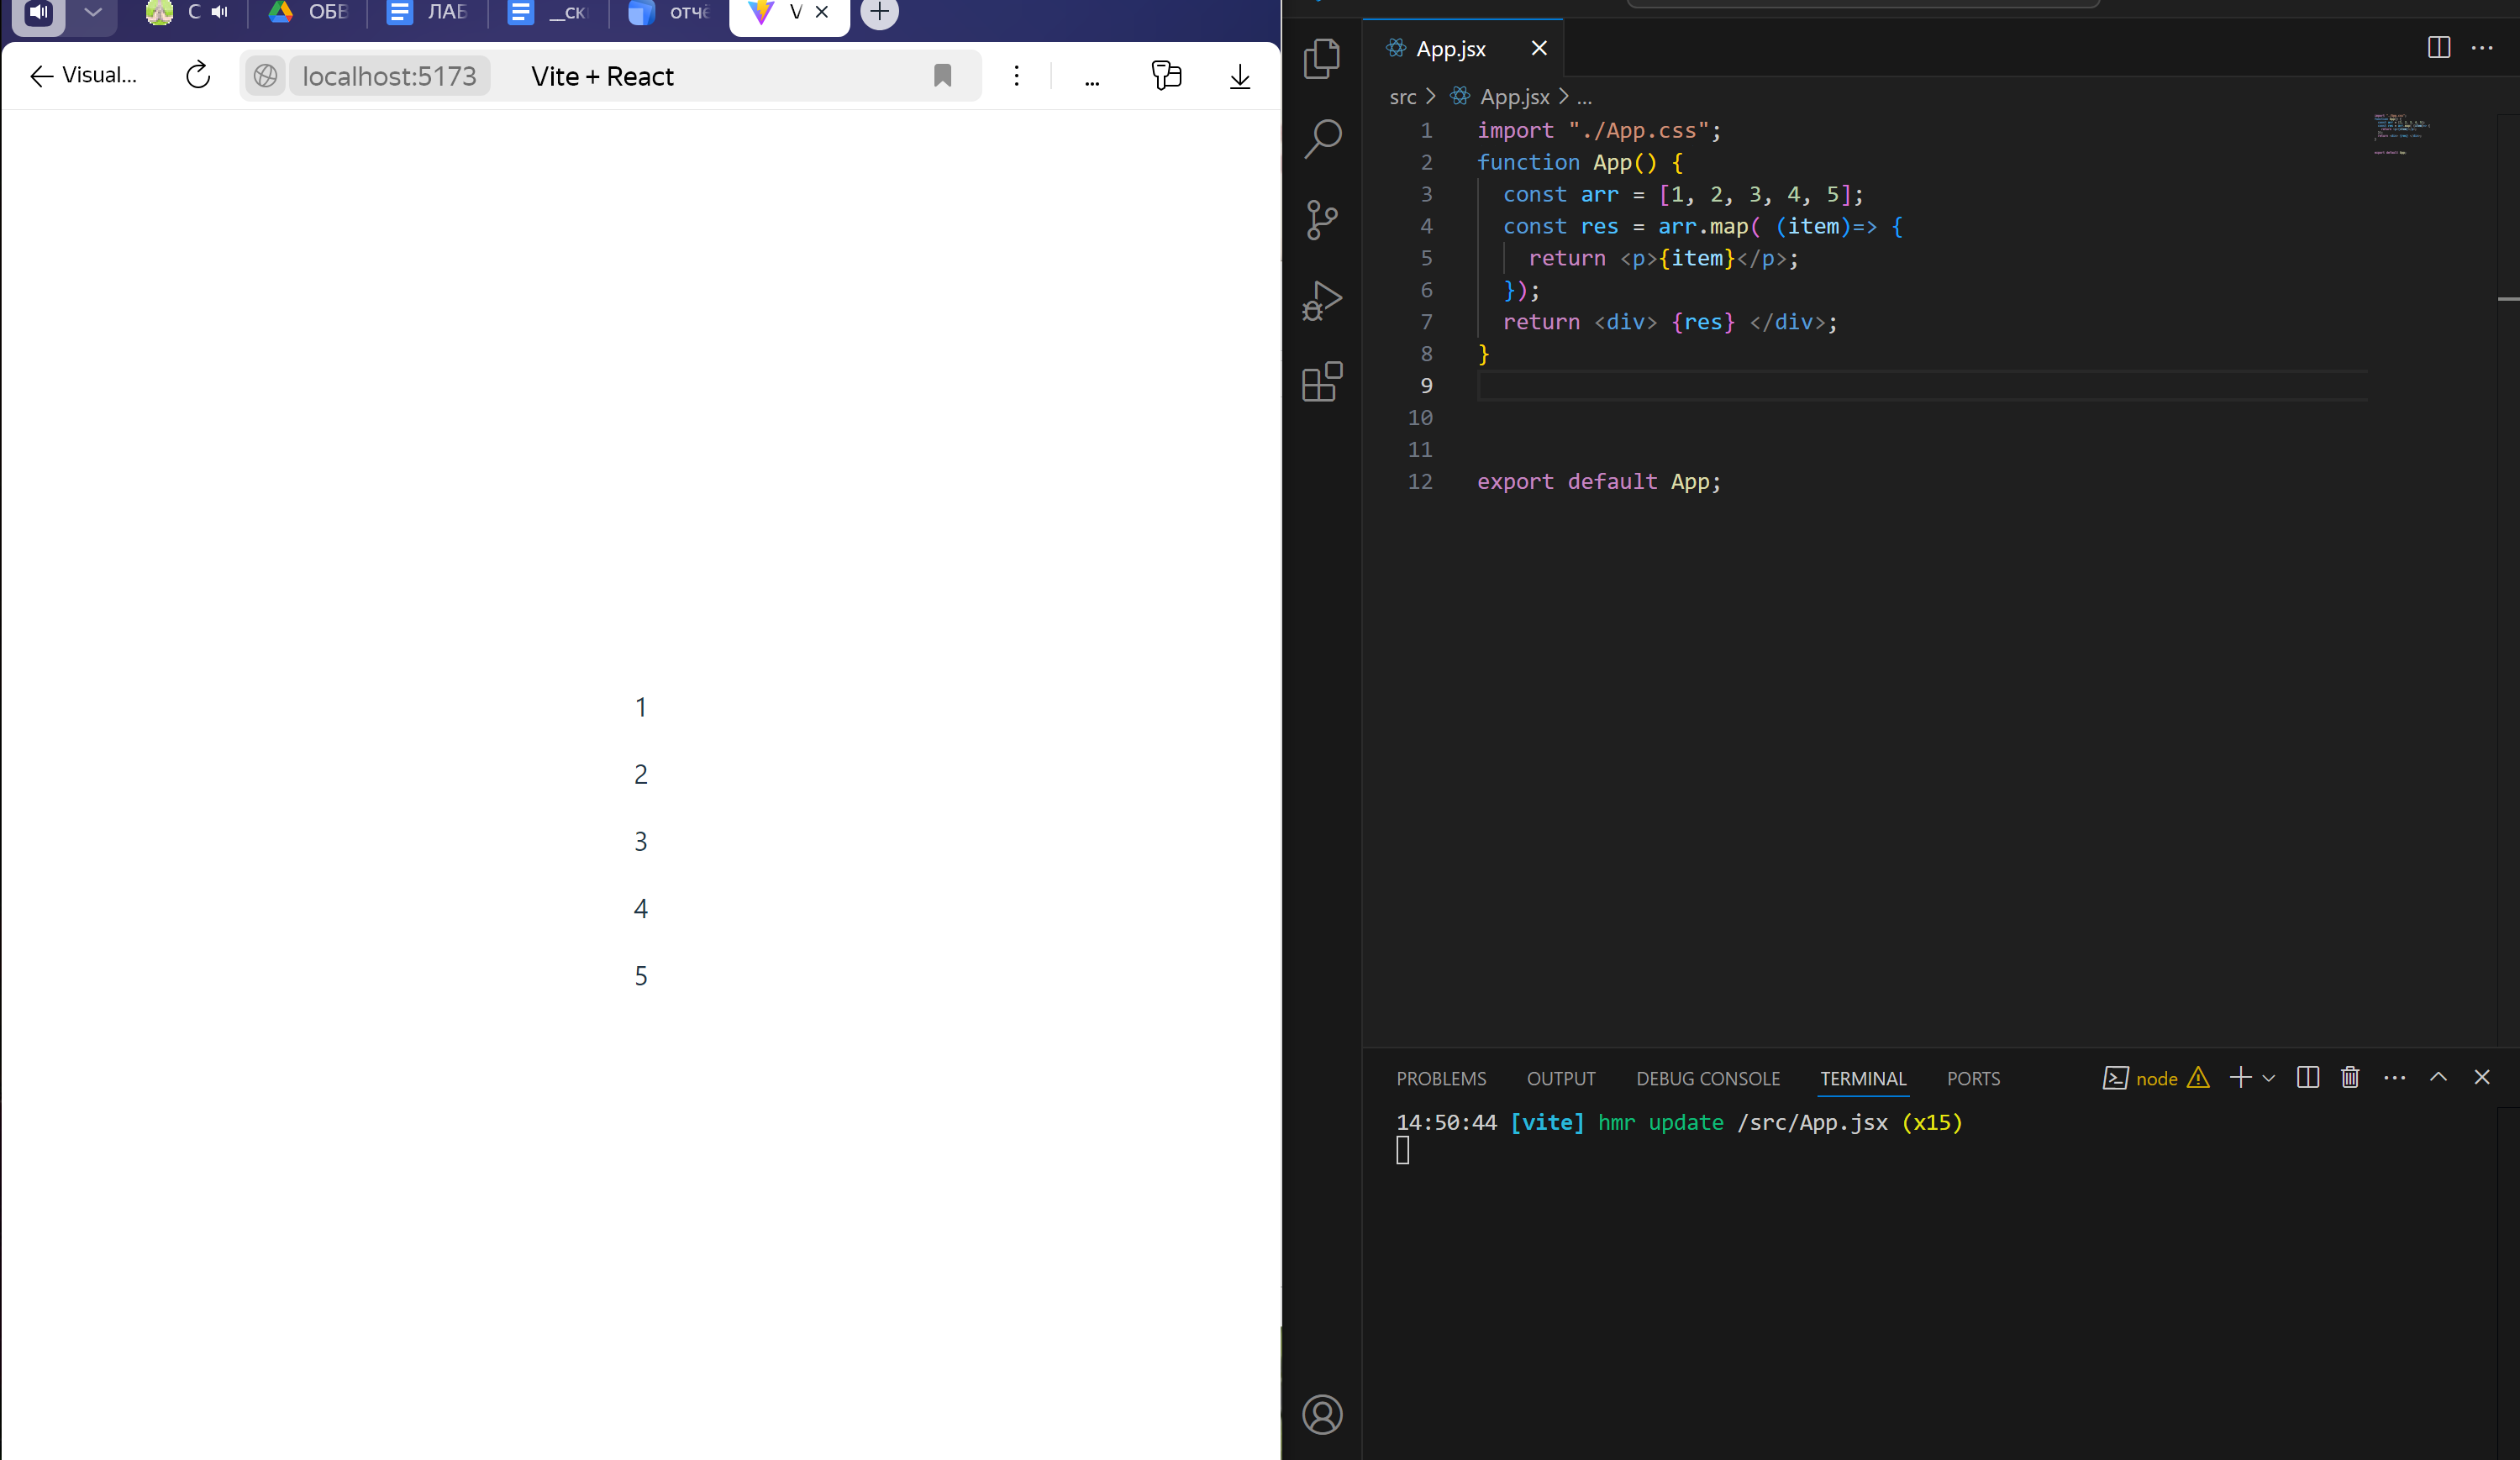 С ОБВ ЛАБ __ск отчё V
Visual... localhost:5173 Vite + React ...
1
2
3
4
5
App.jsx
src > App.jsx > ...
1 import "./App.css";
2 function App() {
3 const arr = [1, 2, 3, 4, 5];
4 const res = arr.map( (item)=> {
5 return <p>{item}</p>;
6 });
7 return <div> {res} </div>;
8 }
9
10
11
12 export default App;
PROBLEMS OUTPUT DEBUG CONSOLE TERMINAL PORTS node
14:50:44 [vite] hmr update /src/App.jsx (x15)